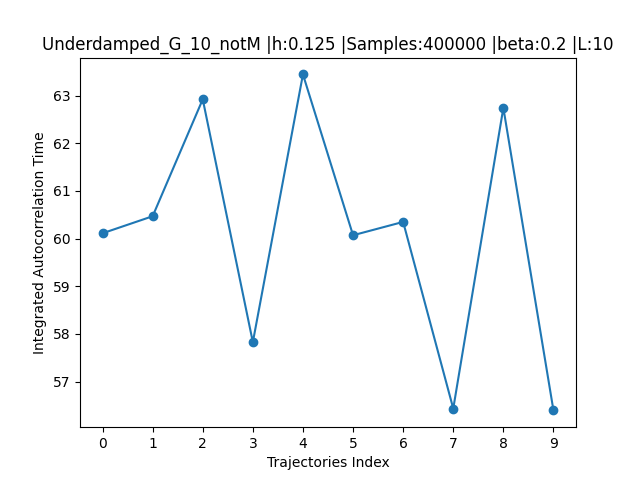 Underdamped_G_10_notM |h:0.125 |Samples:400000 |beta:0.2 |L:10
63
62
61
60
59
58
57
Integrated Autocorrelation Time
0 1 2 3 4 5 6 7 8 9
Trajectories Index